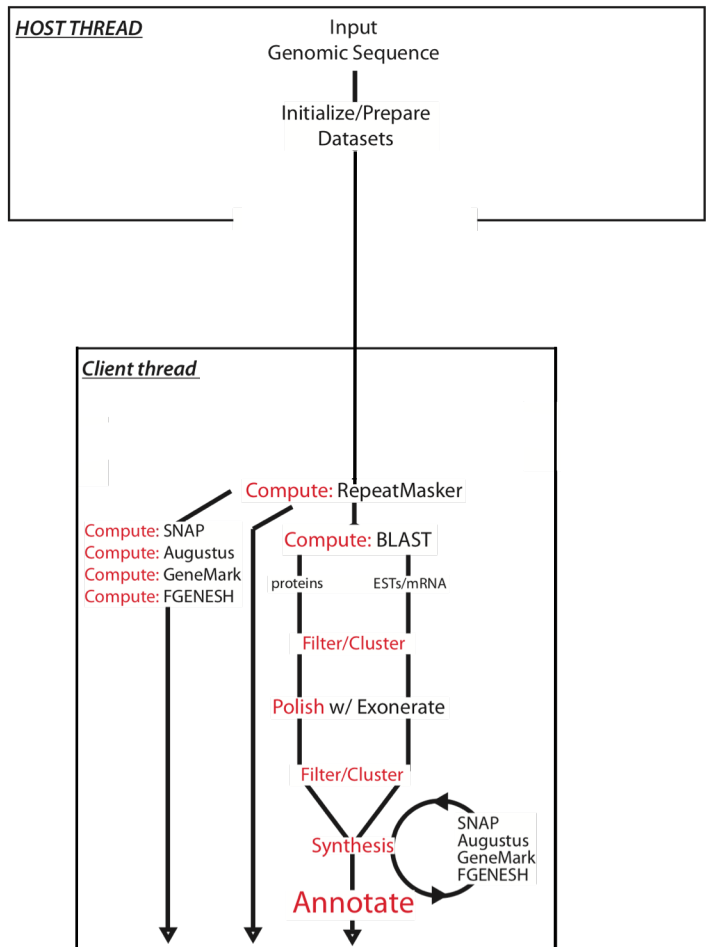 HOST THREAD
Input
Genomic Sequence
Initialize/Prepare
Datasets
Client thread
Compute: RepeatMasker
Compute: SNAP
Compute: Augustus
Compute: GeneMark
Compute: FGENESH
Compute: BLAST
proteins
ESTs/mRNA
Filter/Cluster
Polish w/ Exonerate
Filter/Cluster
Synthesis
SNAP
Augustus
GeneMark
FGENESH
Annotate